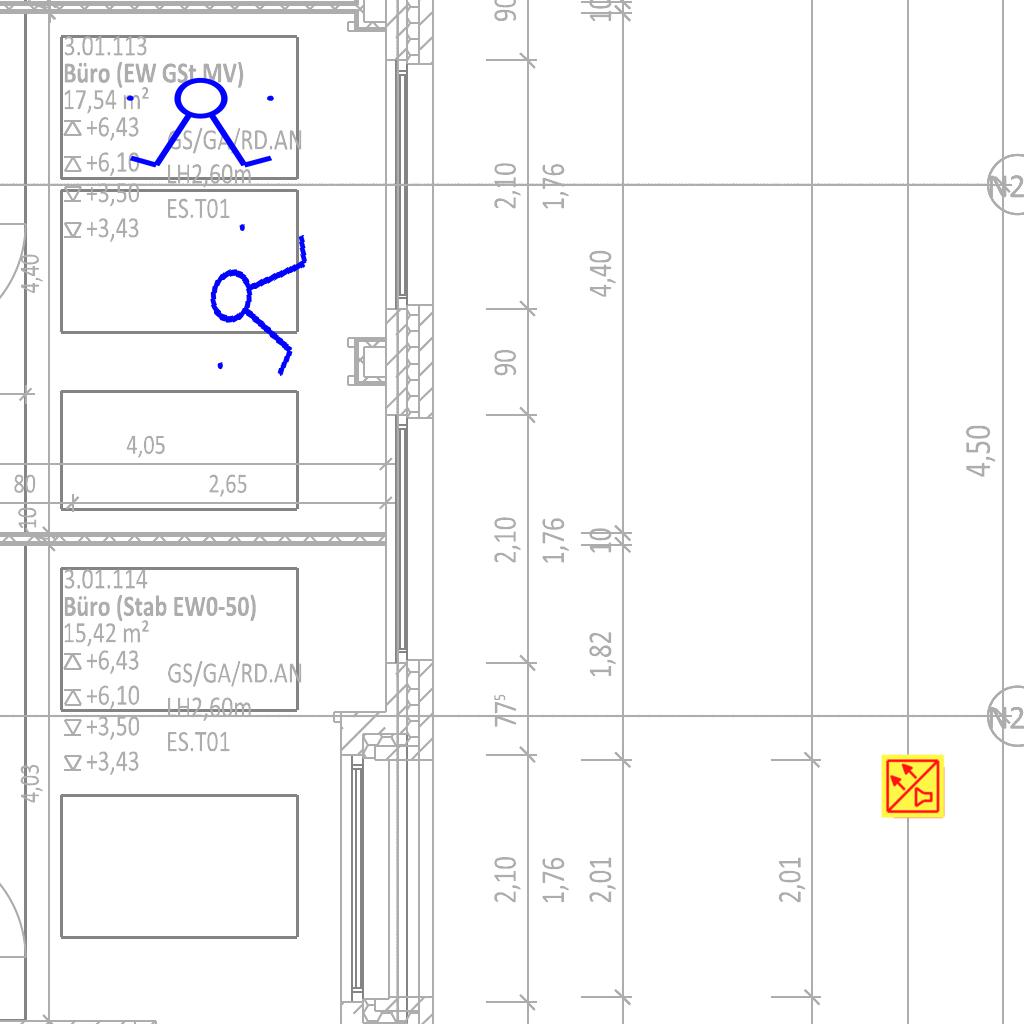 3.01.113
Büro (EW GSt MV)
17,54 m²
+6,43
GS/GA/RD.AN
+6,10
LH2,60m
+3,50
ES.T01
+3,43
4,40
4,05
80
2,65
10
3.01.114
Büro (Stab EW0-50)
15,42 m²
+6,43
GS/GA/RD.AN
+6,10
LH2,60m
+3,50
ES.T01
+3,43
4,03
90
10
2,10
1,76
4,40
90
4,50
2,10
1,76
10
1,82
77⁵
2,10
1,76
2,01
2,01
N2
N2